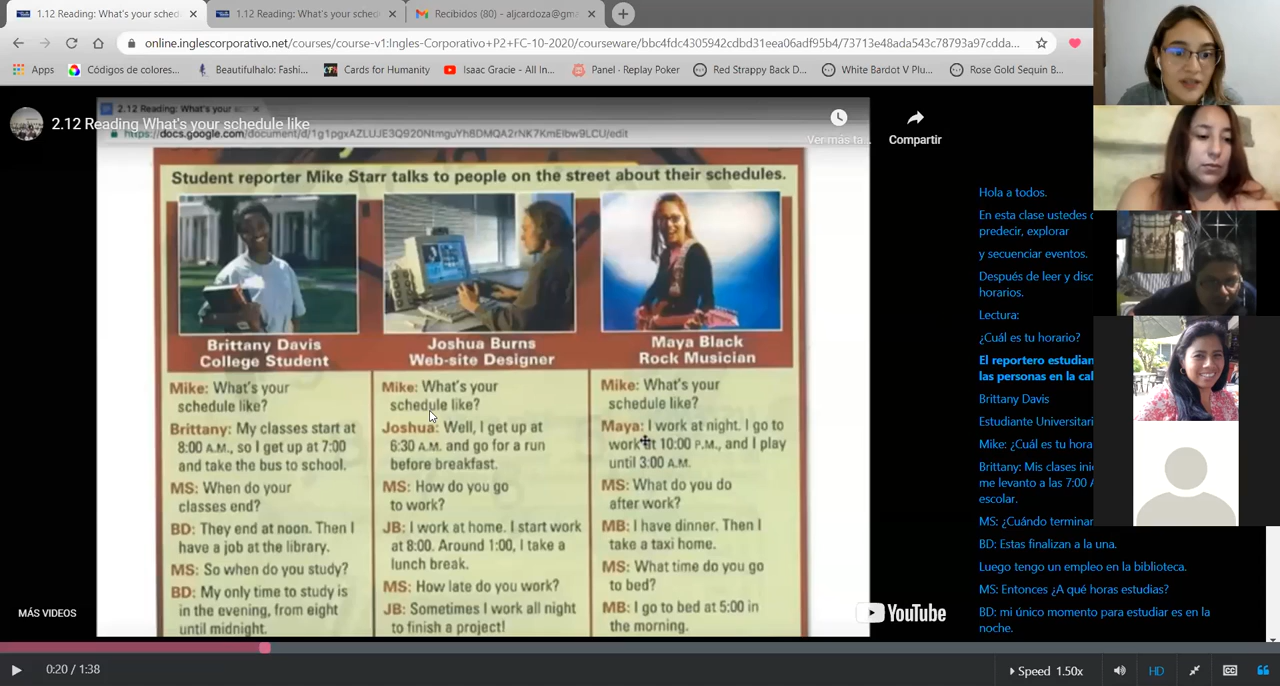 1.12 Reading: What's your sched
1.12 Reading: What's your sched
Recibidos (80) - aljcardoza@gma
online.inglescorporativo.net/courses/course-v1:Ingles-Corporativo+P2+FC-10-2020/courseware/bbc4fdc4305942cdbd31eea06adf95b4/73713e48ada543c78793a97cdda...
Apps
Códigos de colores...
Beautifulhalo: Fashi...
Cards for Humanity
Isaac Gracie - All In...
Panel · Replay Poker
Red Strappy Back D...
White Bardot V Plu...
Rose Gold Sequin B...
2.12 Reading: What's your
2.12 Reading What's your schedule like
https://docs.google.com/document/d/1g1pgxAZLUJE3Q920NtmguYh8DMQA2rNK7KmElbw9LCU/edit
Ver más ta...
Compartir
Student reporter Mike Starr talks to people on the street about their schedules.
Brittany Davis
College Student
Mike: What's your
schedule like?
Brittany: My classes start at
8:00 A.M., so I get up at 7:00
and take the bus to school.
MS: When do your
classes end?
BD: They end at noon. Then I
have a job at the library.
MS: So when do you study?
BD: My only time to study is
in the evening, from eight
until midnight.
Joshua Burns
Web-site Designer
Mike: What's your
schedule like?
Joshua: Well, I get up at
6:30 A.M. and go for a run
before breakfast.
MS: How do you go
to work?
JB: I work at home. I start work
at 8:00. Around 1:00, I take a
lunch break.
MS: How late do you work?
JB: Sometimes I work all night
to finish a project!
Maya Black
Rock Musician
Mike: What's your
schedule like?
Maya: I work at night. I go to
work at 10:00 P.M., and I play
until 3:00 A.M.
MS: What do you do
after work?
MB: I have dinner. Then I
take a taxi home.
MS: What time do you go
to bed?
MB: I go to bed at 5:00 in
the morning.
MÁS VIDEOS
YouTube
Hola a todos.
En esta clase ustedes
predecir, explorar
y secuenciar eventos.
Después de leer y disc
horarios.
Lectura:
¿Cuál es tu horario?
El reportero estudian
las personas en la cal
Brittany Davis
Estudiante Universitari
Mike: ¿Cuál es tu hora
Brittany: Mis clases ini
me levanto a las 7:00
escolar.
MS: ¿Cuándo terminar
BD: Estas finalizan a la una.
Luego tengo un empleo en la biblioteca.
MS: Entonces ¿A qué horas estudias?
BD: mi único momento para estudiar es en la
noche.
0:20 / 1:38
Speed 1.50x
HD
CC